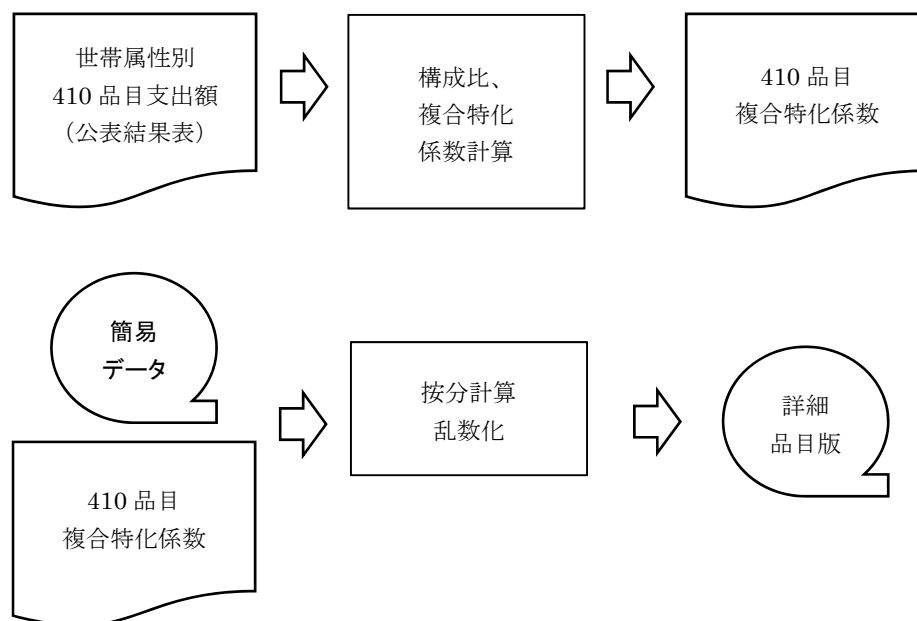 世帯属性別
410 品目支出額
（公表結果表）
構成比、
複合特化
係数計算
410 品目
複合特化係数
簡易
データ
410 品目
複合特化係数
按分計算
乱数化
詳細
品目版